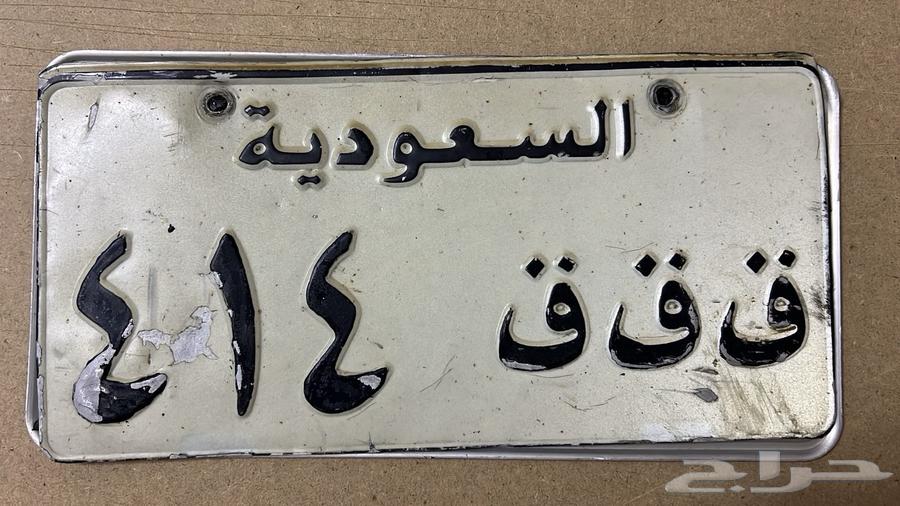 السعودية
٤١٤ ق ق ق
حراج